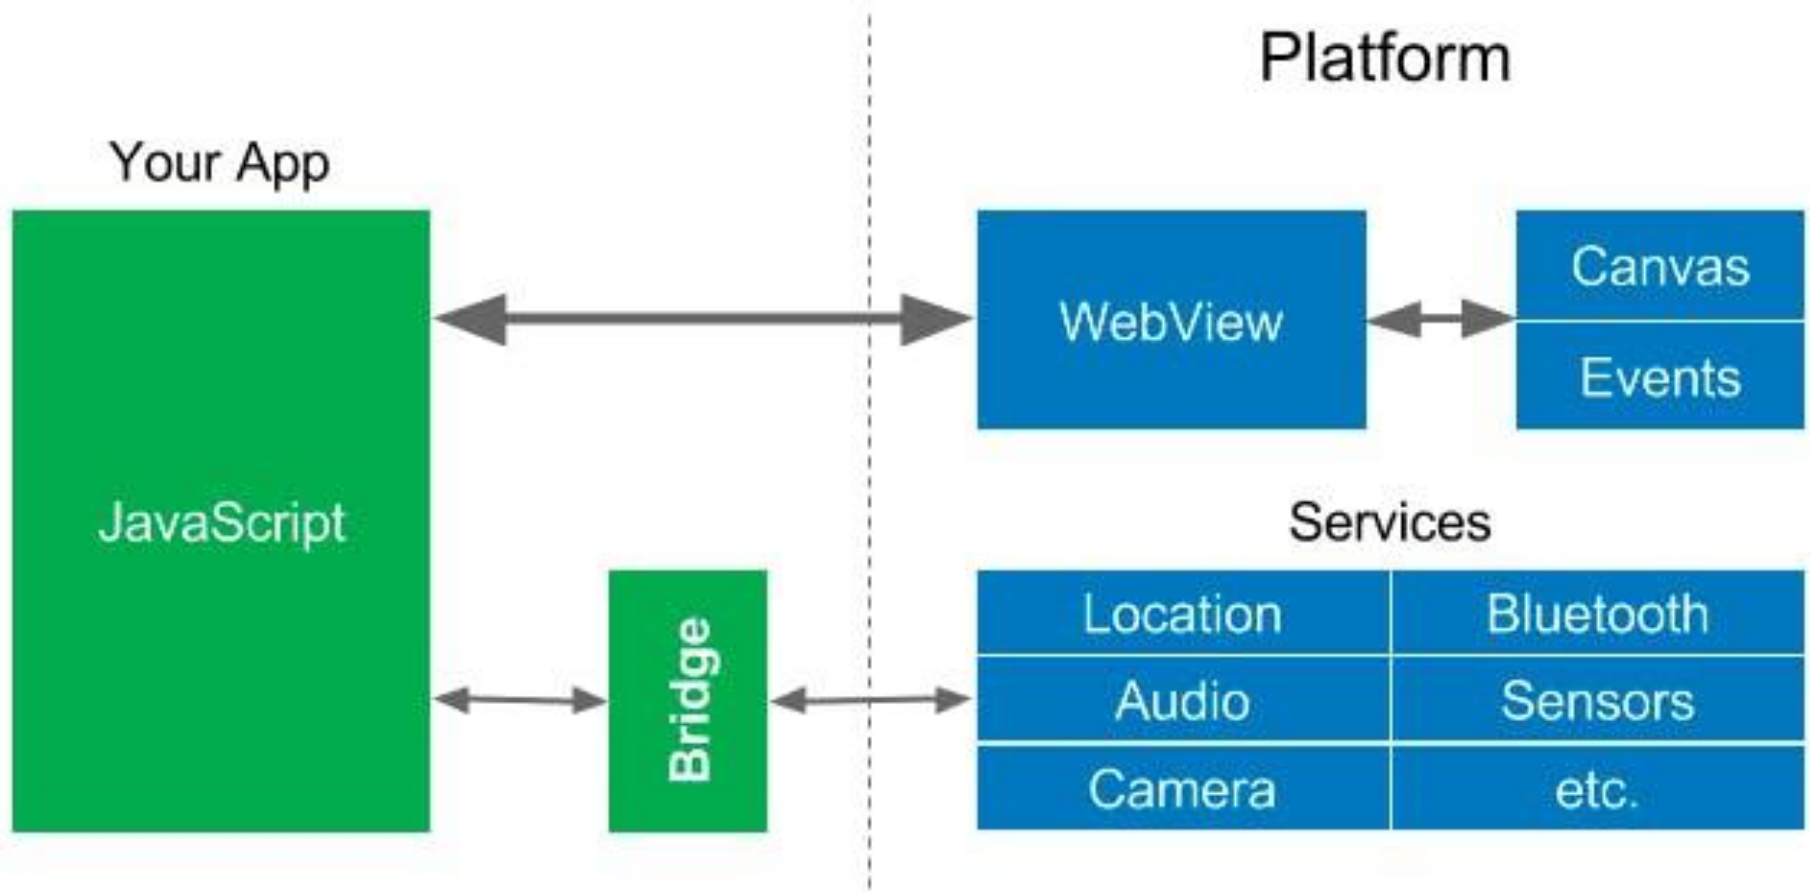 Platform
Your App
JavaScript
Bridge
WebView
Canvas
Events
Services
Location
Bluetooth
Audio
Sensors
Camera
etc.